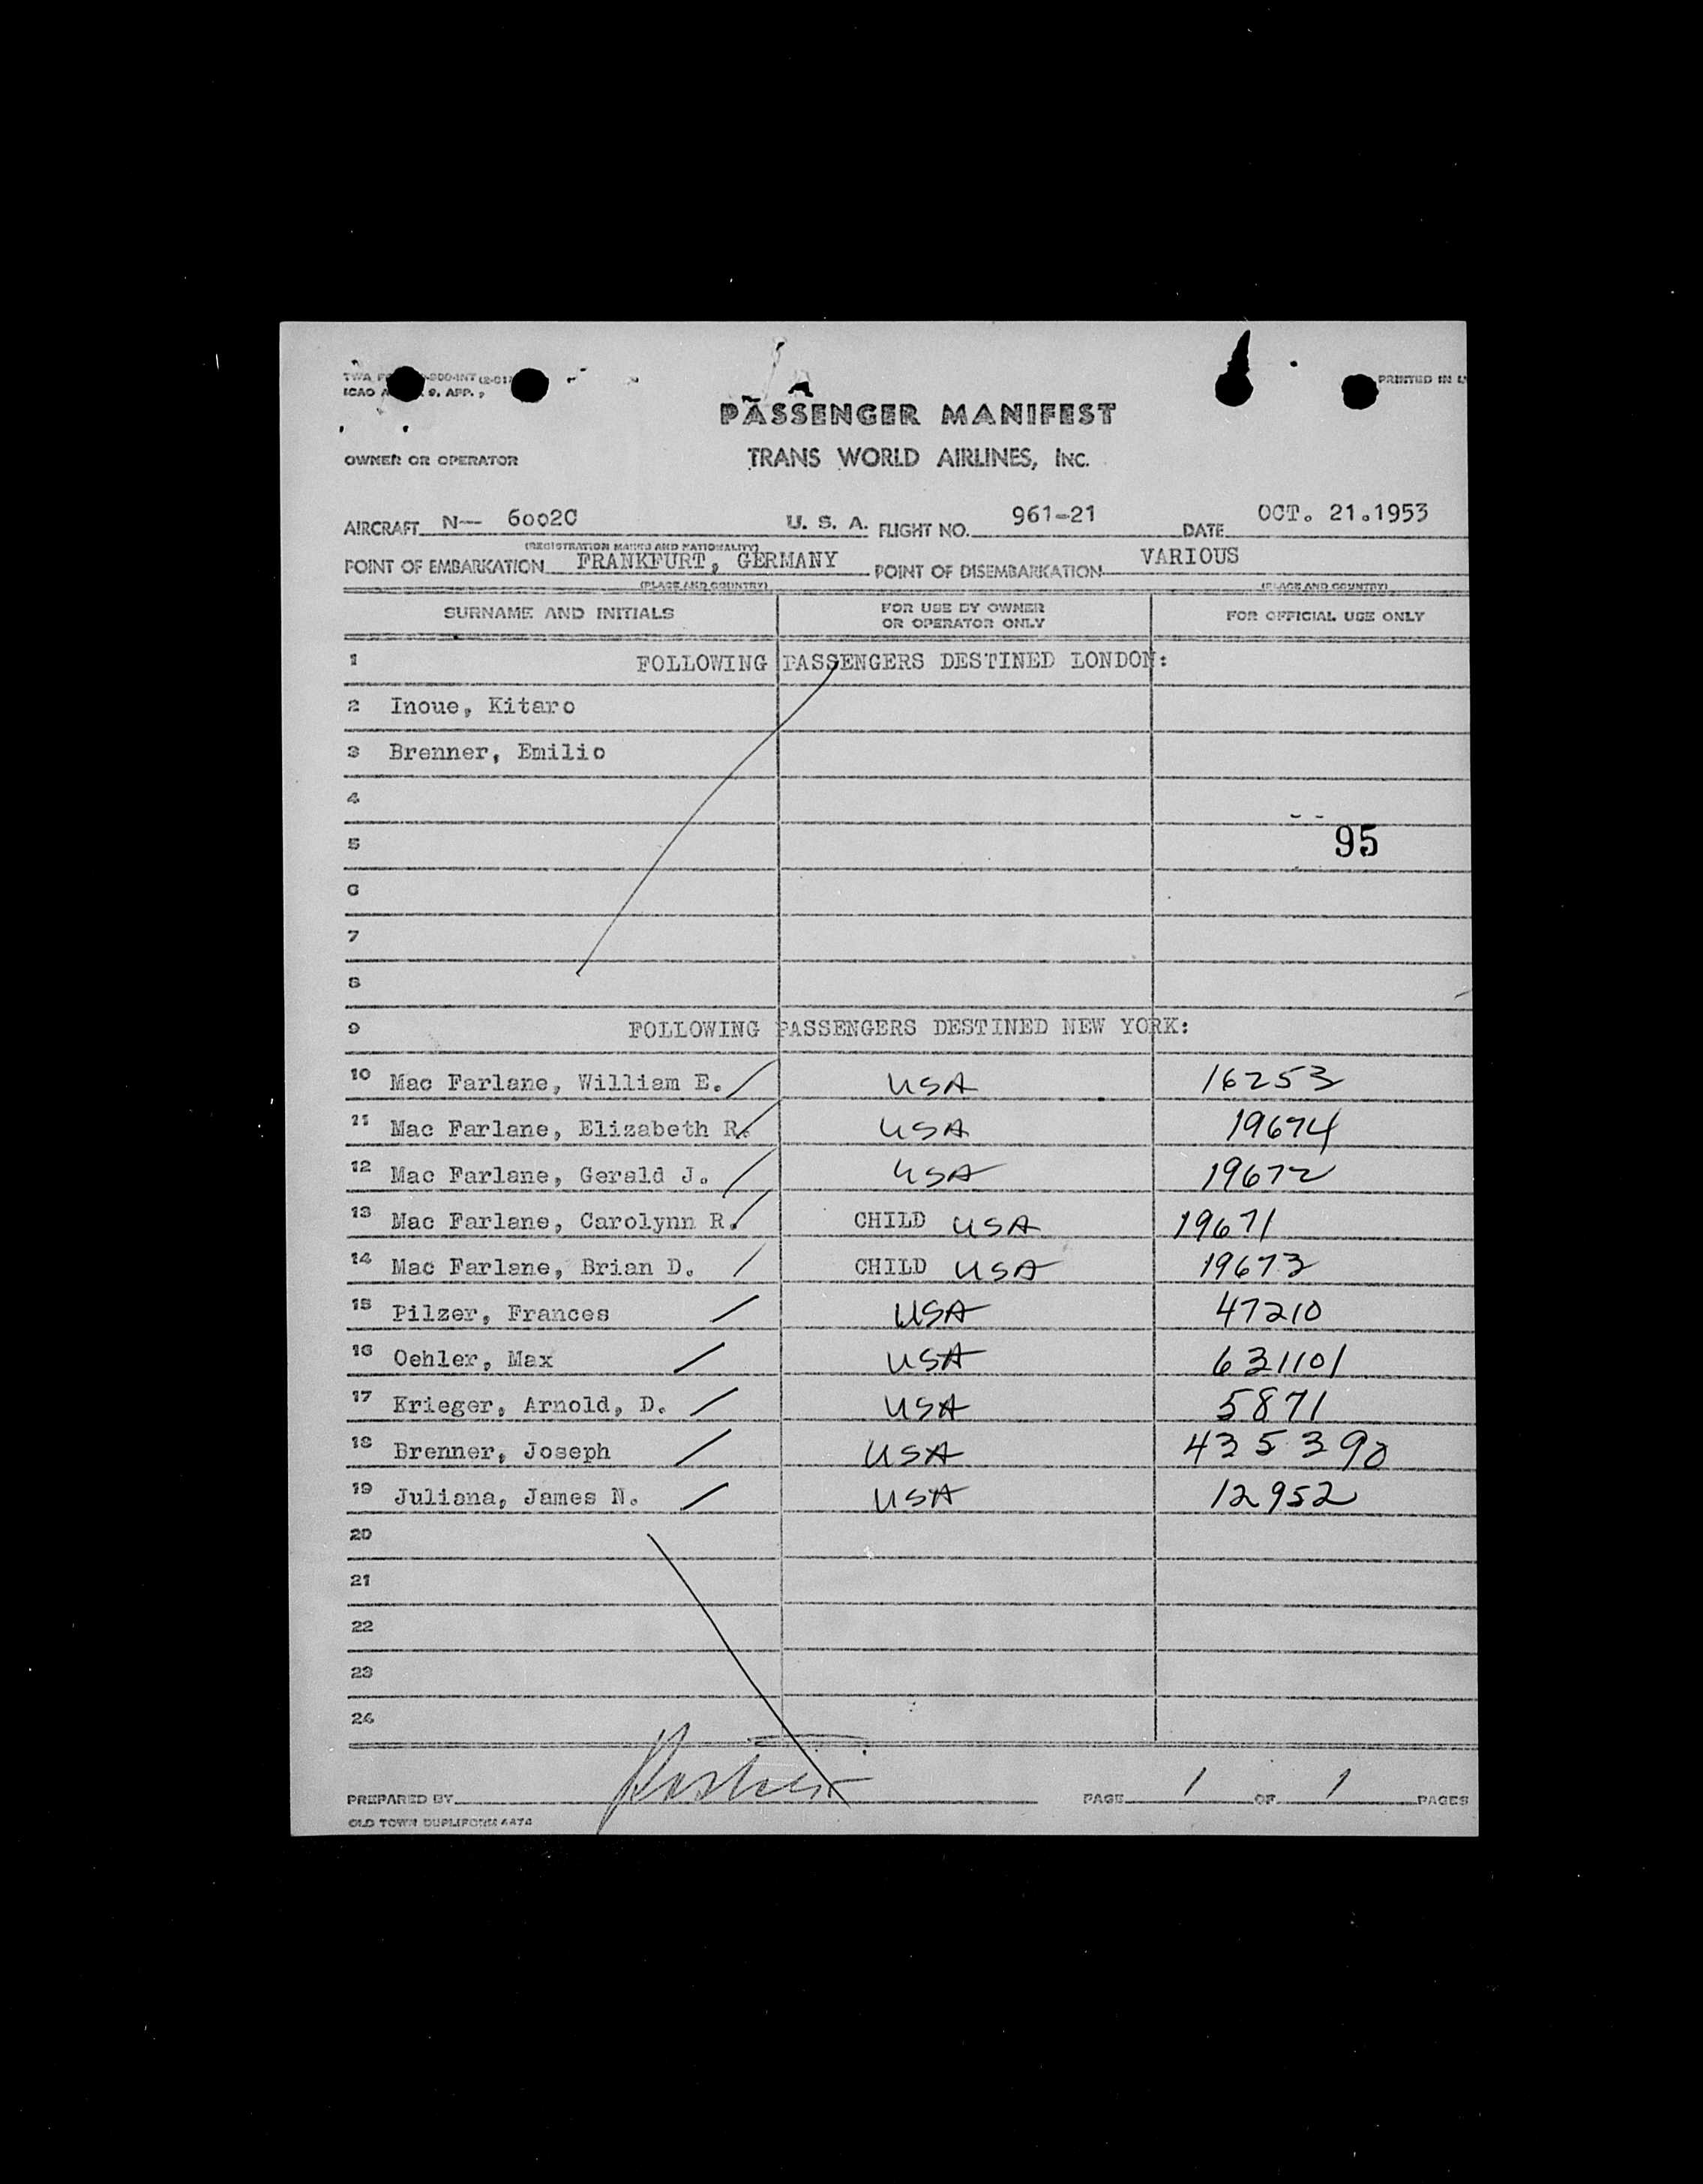 PRINTED IN
ICAO 9, APP.
PASSENGER MANIFEST
OWNER OR OPERATOR TRANS WORLD AIRLINES, INC.
AIRCRAFT N-- 6002C U. S. A. FLIGHT NO. 961-21 DATE OCT. 21.1953
(REGISTRATION MARKS AND NATIONALITY)
POINT OF EMBARKATION FRANKFURT, GERMANY POINT OF DISEMBARKATION VARIOUS
(PLACE AND COUNTRY) (PLACE AND COUNTRY)
SURNAME AND INITIALS FOR USE BY OWNER OR OPERATOR ONLY FOR OFFICIAL USE ONLY
1 FOLLOWING PASSENGERS DESTINED LONDON:
2 Inoue, Kitaro
3 Brenner, Emilio
4
5 95
6
7
8
9 FOLLOWING PASSENGERS DESTINED NEW YORK:
10 Mac Farlane, William E. USA 16253
11 Mac Farlane, Elizabeth R. USA 19674
12 Mac Farlane, Gerald J. USA 19672
13 Mac Farlane, Carolynn R. CHILD USA 19671
14 Mac Farlane, Brian D. CHILD USA 19673
15 Pilzer, Frances USA 47210
16 Oehler, Max USA 631101
17 Krieger, Arnold, D. USA 5871
18 Brenner, Joseph USA 435390
19 Juliana, James N. USA 12952
20
21
22
23
24
PREPARED BY PAGE 1 OF 1 PAGES
OLD TOWN DUPLIFORM 4474